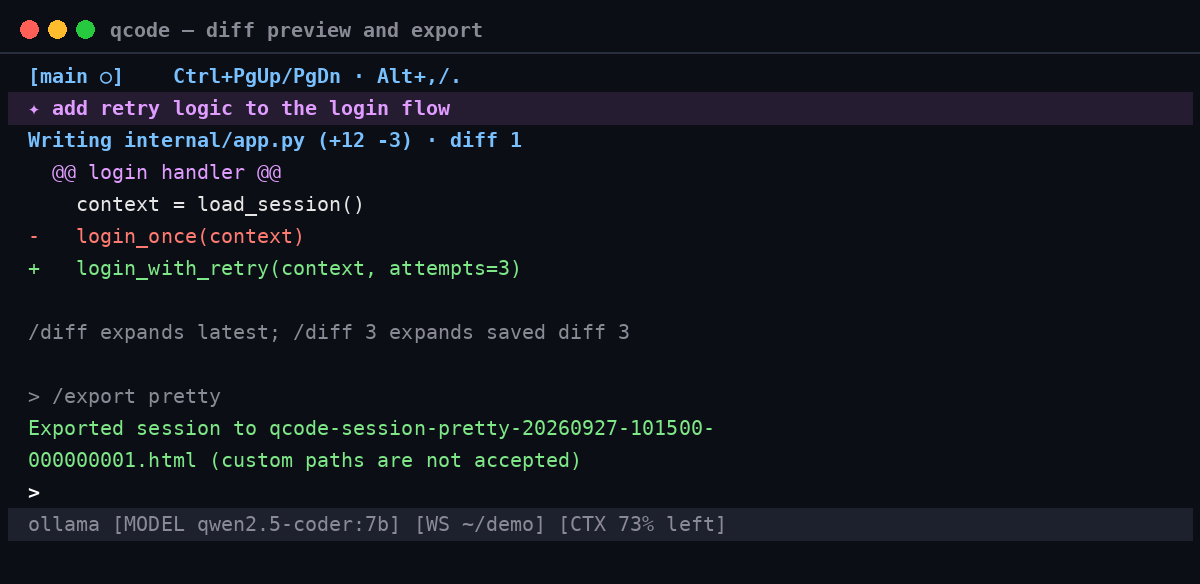 qcode — diff preview and export
[main ○]    Ctrl+PgUp/PgDn · Alt+,/.
✦ add retry logic to the login flow
Writing internal/app.py (+12 -3) · diff 1
  @@ login handler @@
    context = load_session()
-   login_once(context)
+   login_with_retry(context, attempts=3)
/diff expands latest; /diff 3 expands saved diff 3
> /export pretty
Exported session to qcode-session-pretty-20260927-101500-
000000001.html (custom paths are not accepted)
>
ollama [MODEL qwen2.5-coder:7b] [WS ~/demo] [CTX 73% left]